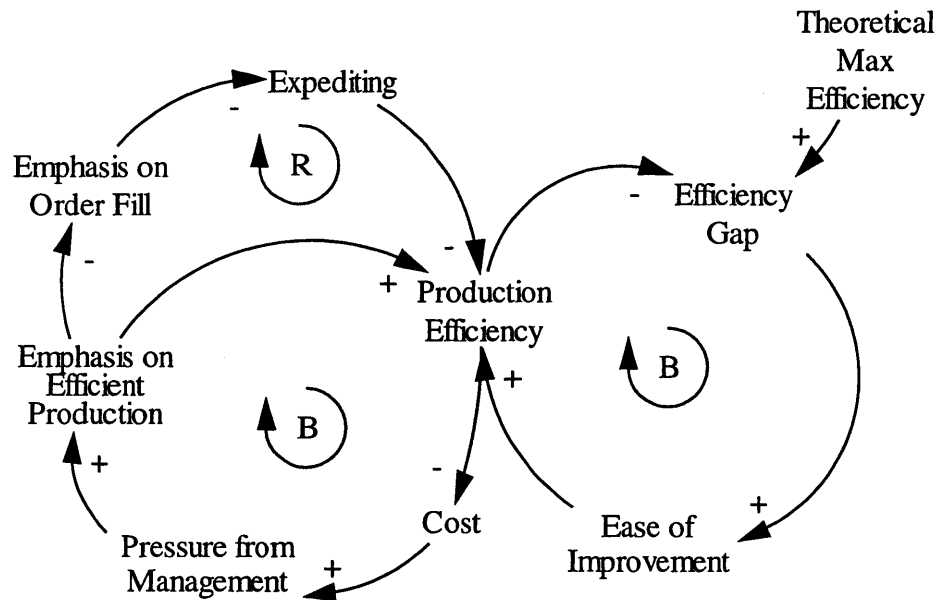 Theoretical
Max
Efficiency
+
Expediting
-
R
Emphasis on
Order Fill
-
Efficiency
Gap
-
-
+
Production
Efficiency
Emphasis on
Efficient
Production
B
B
+
+
-
Cost
+
Ease of
Improvement
Pressure from
Management
+